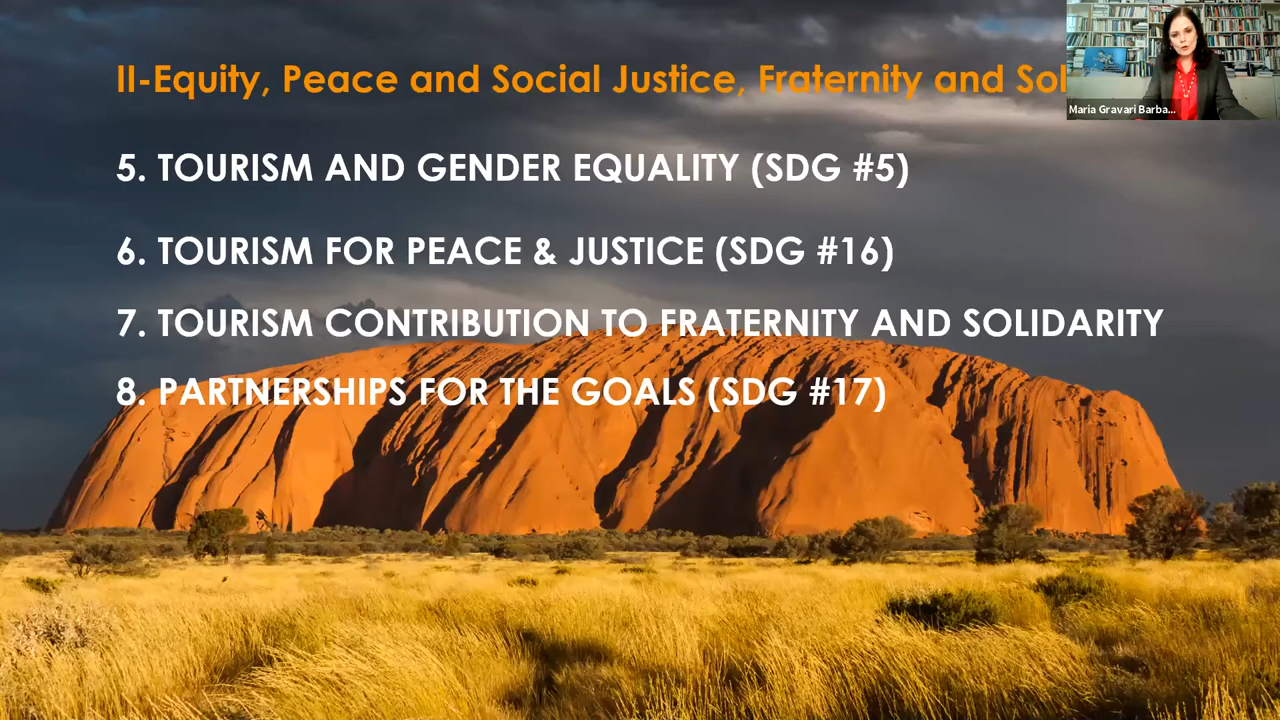 II-Equity, Peace and Social Justice, Fraternity and Sol
Maria Gravari Barba...
5. TOURISM AND GENDER EQUALITY (SDG #5)
6. TOURISM FOR PEACE & JUSTICE (SDG #16)
7. TOURISM CONTRIBUTION TO FRATERNITY AND SOLIDARITY
8. PARTNERSHIPS FOR THE GOALS (SDG #17)